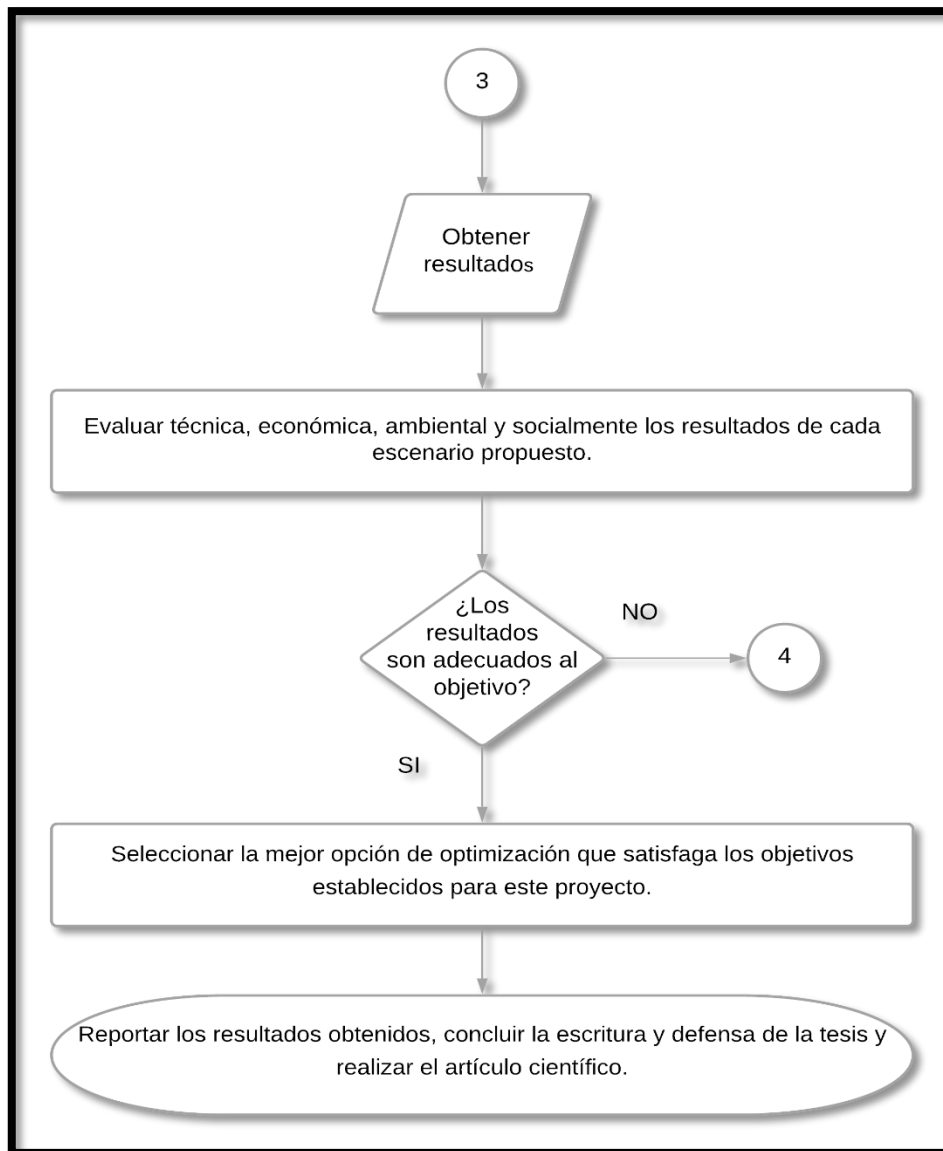 3
Obtener
resultados
Evaluar técnica, económica, ambiental y socialmente los resultados de cada
escenario propuesto.
¿Los
resultados
son adecuados al
objetivo?
NO
4
SI
Seleccionar la mejor opción de optimización que satisfaga los objetivos
establecidos para este proyecto.
Reportar los resultados obtenidos, concluir la escritura y defensa de la tesis y
realizar el artículo científico.